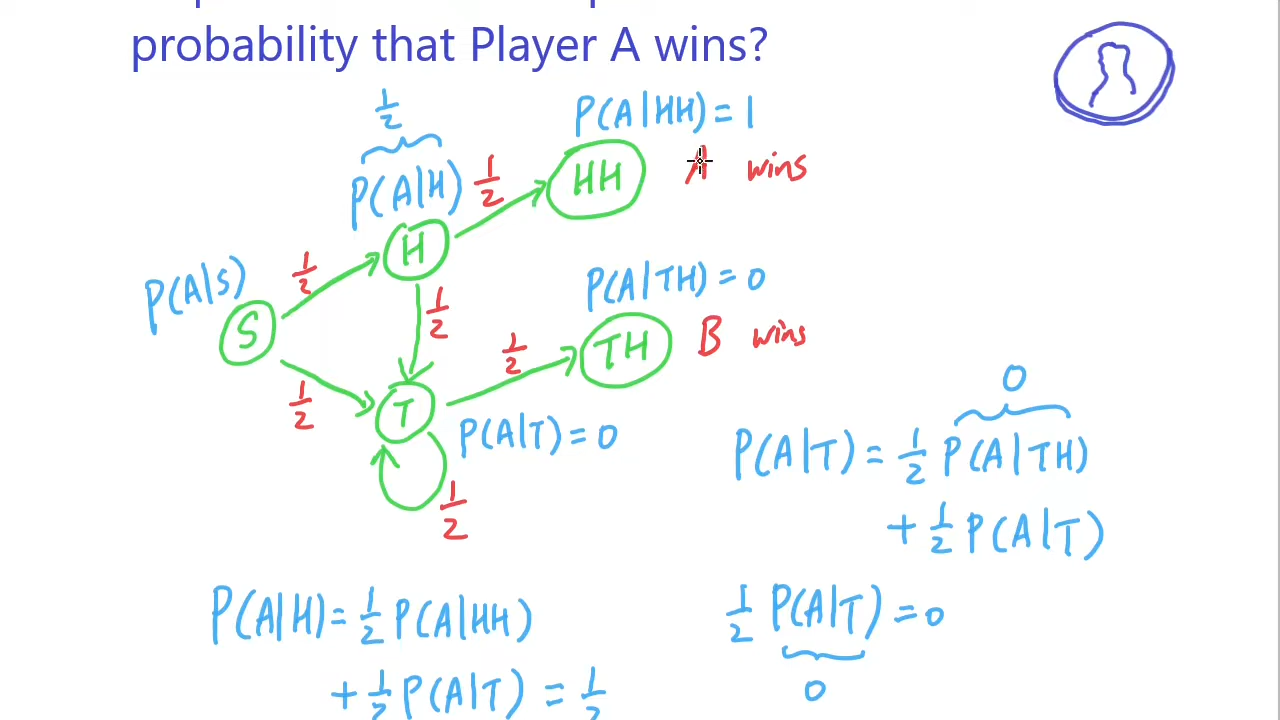 probability that Player A wins?
1/2
P(A|HH) = 1
P(A|H)
1/2
HH
A wins
H
P(A|S)
1/2
P(A|TH) = 0
S
1/2
1/2
TH
B wins
1/2
T
P(A|T) = 0
1/2
0
P(A|T) = 1/2 P(A|TH)
+ 1/2 P(A|T)
P(A|H) = 1/2 P(A|HH)
+ 1/2 P(A|T) = 1/2
1/2 P(A|T) = 0
0